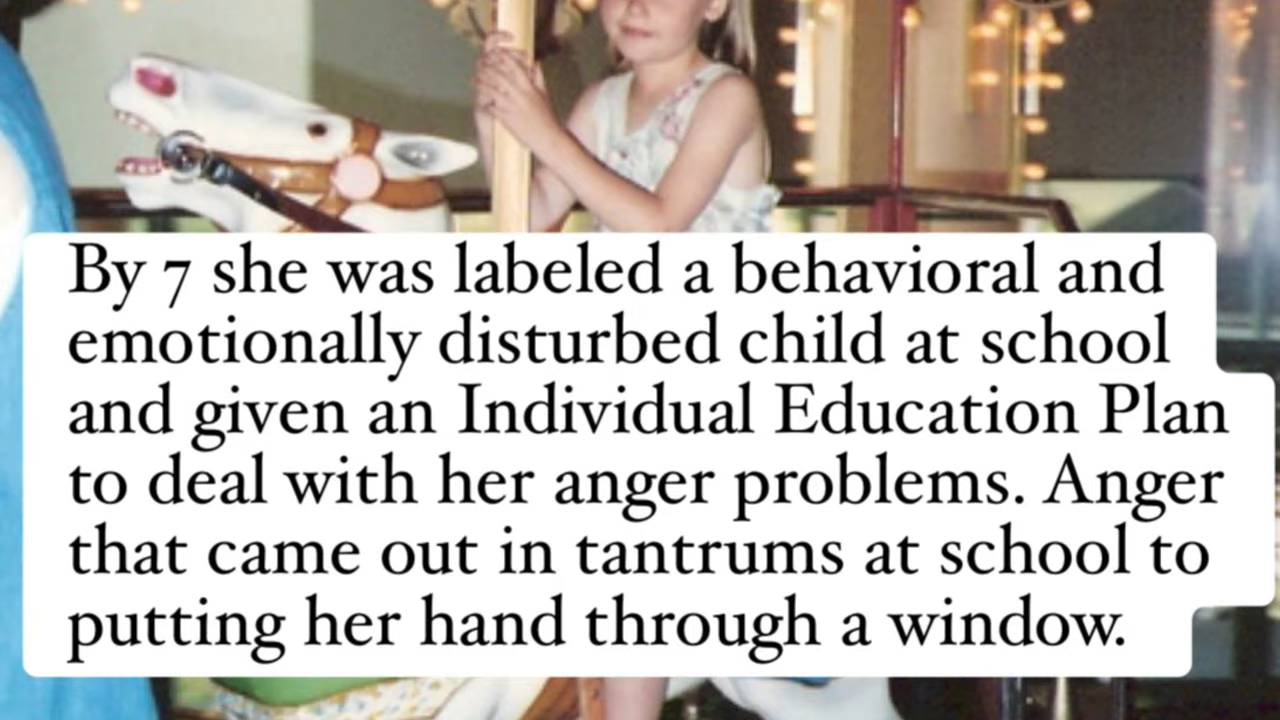 By 7 she was labeled a behavioral and
emotionally disturbed child at school
and given an Individual Education Plan
to deal with her anger problems. Anger
that came out in tantrums at school to
putting her hand through a window.